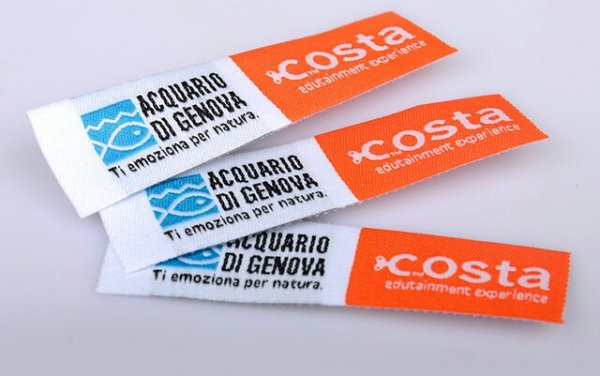 ACQUARIO
DI GENOVA
Ti emoziona per natura.
Costa
edutainment experience
ACQUARIO
DI GENOVA
Ti emoziona per natura.
Costa
edutainment experience
ACQUARIO
DI GENOVA
Ti emoziona per natura.
Costa
edutainment experience